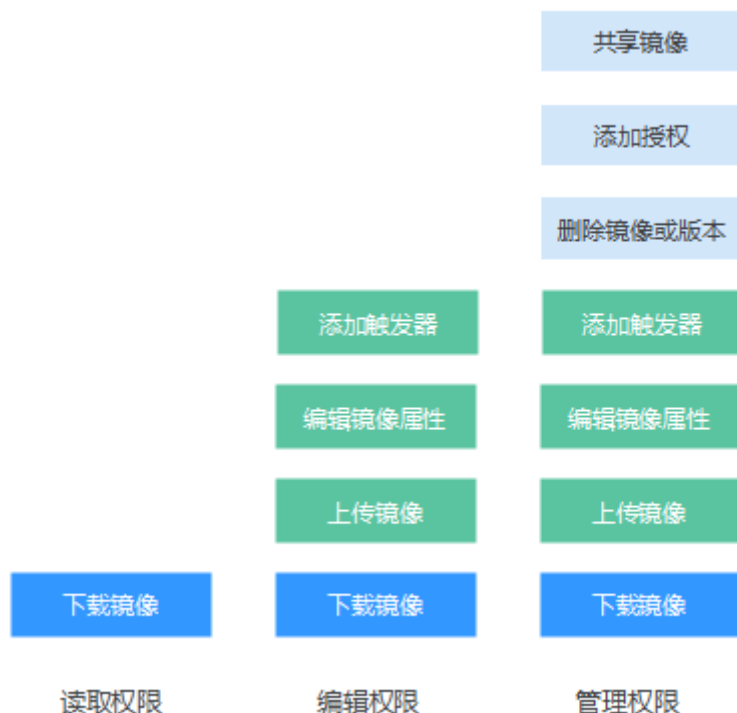 共享镜像
添加授权
删除镜像或版本
添加触发器 添加触发器
编辑镜像属性 编辑镜像属性
上传镜像 上传镜像
下载镜像 下载镜像 下载镜像
读取权限 编辑权限 管理权限